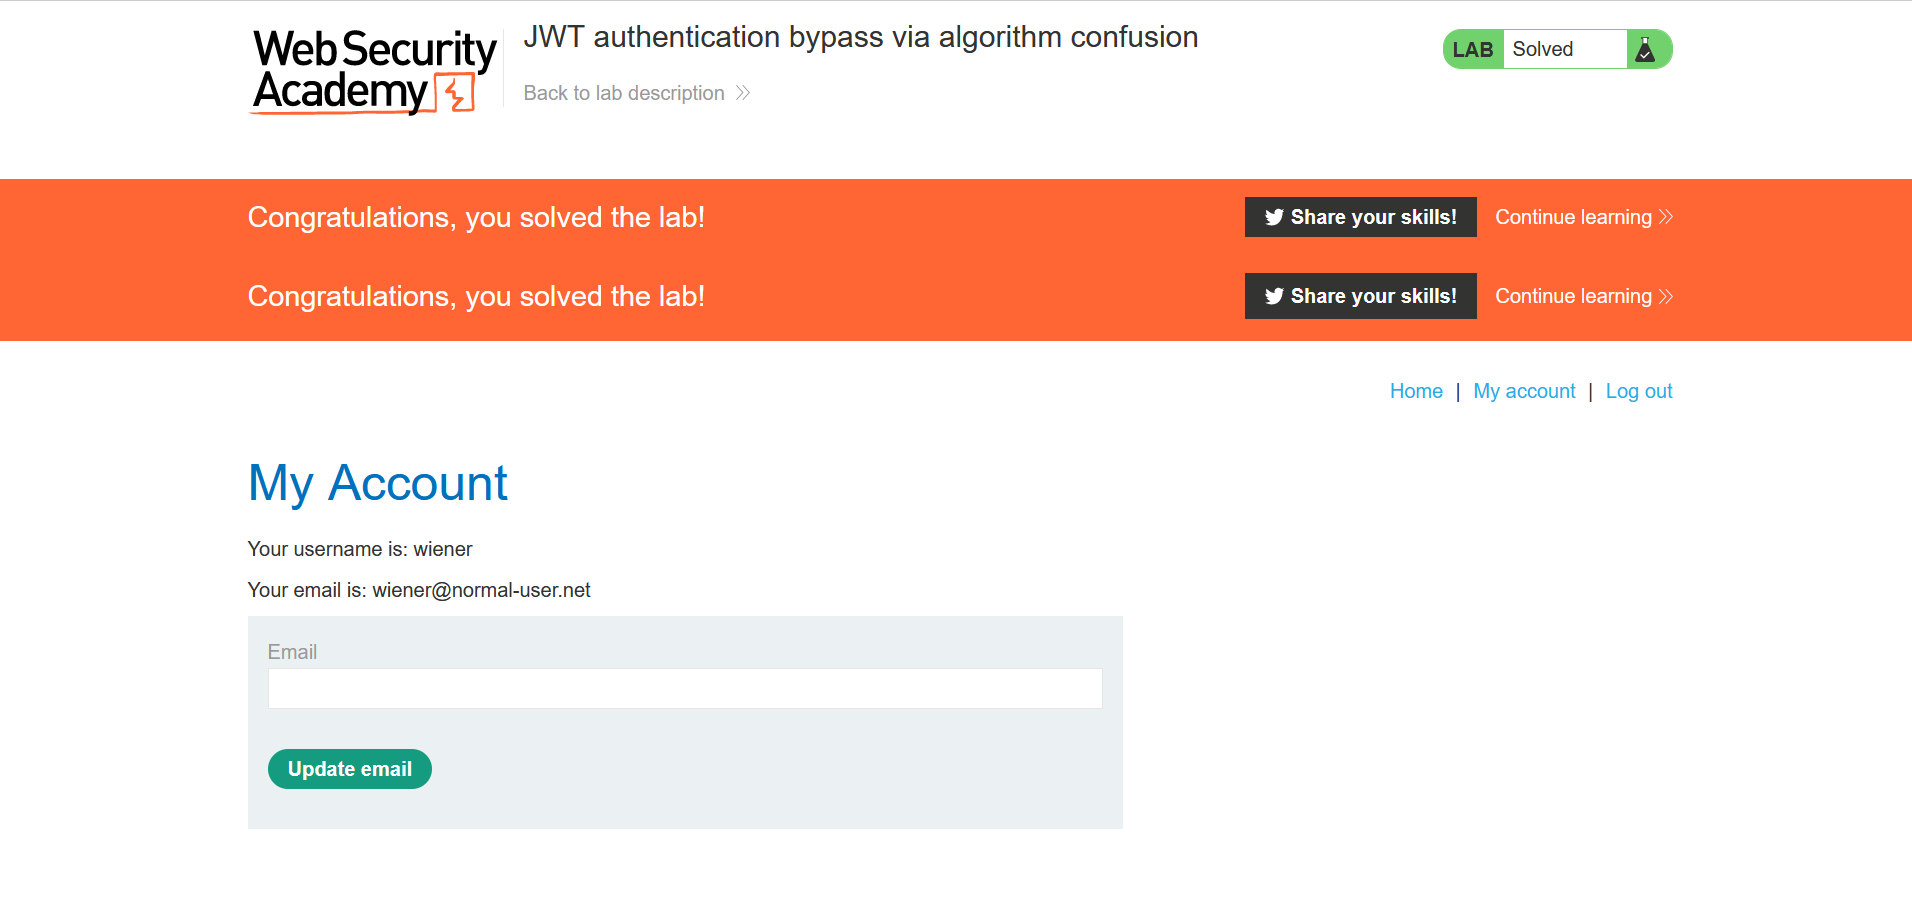 Web Security
Academy
JWT authentication bypass via algorithm confusion
Back to lab description
LAB Solved
Congratulations, you solved the lab!
Share your skills! Continue learning
Congratulations, you solved the lab!
Share your skills! Continue learning
Home | My account | Log out
My Account
Your username is: wiener
Your email is: wiener@normal-user.net
Email
Update email